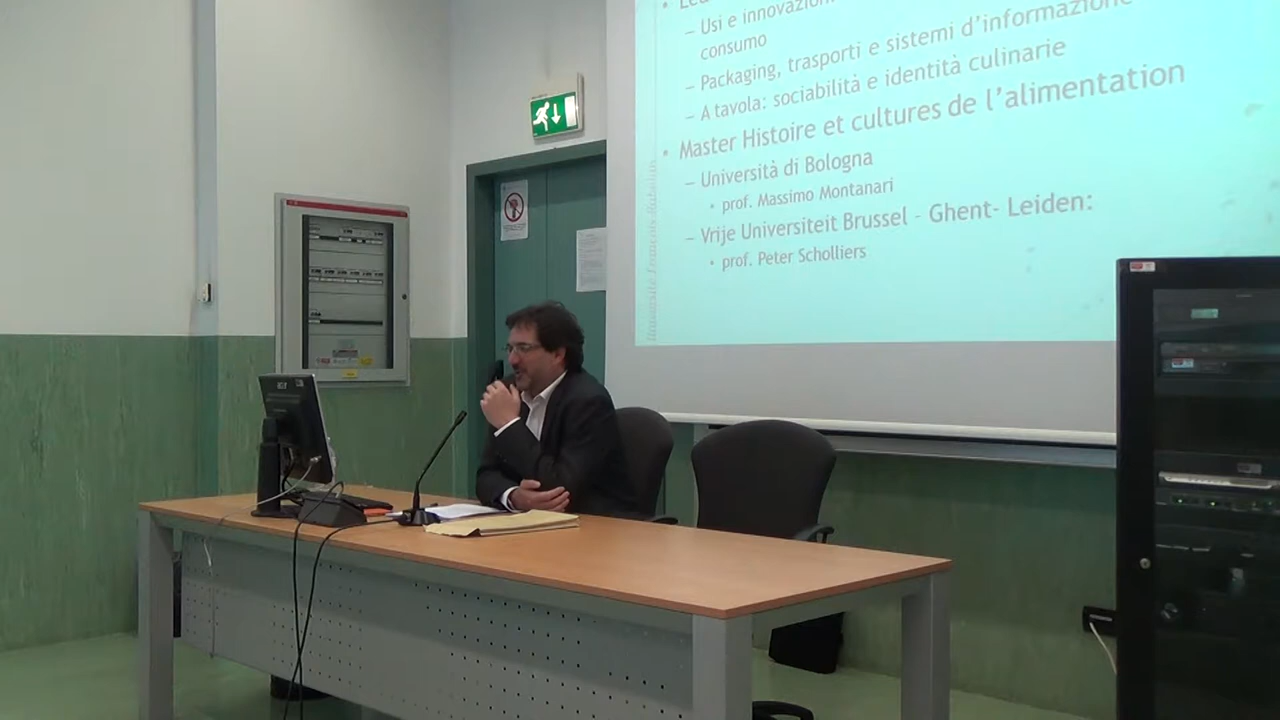 – Usi e innovazioni
consumo
– Packaging, trasporti e sistemi d'informazione
– A tavola: sociabilità e identità culinarie
• Master Histoire et cultures de l'alimentation
– Università di Bologna
• prof. Massimo Montanari
– Vrije Universiteit Brussel – Ghent- Leiden:
• prof. Peter Scholliers
acer